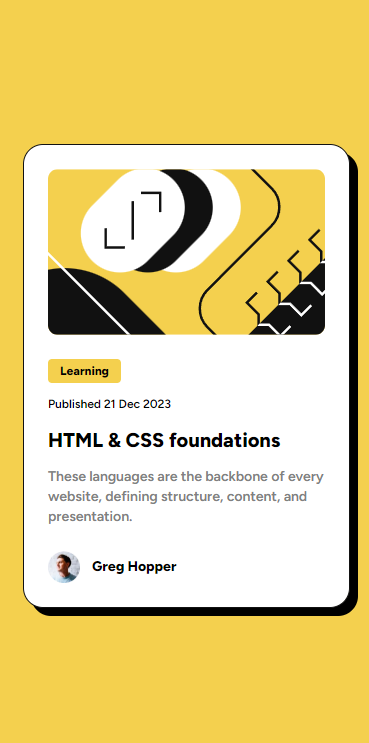 Learning
Published 21 Dec 2023
HTML & CSS foundations
These languages are the backbone of every
website, defining structure, content, and
presentation.
Greg Hopper